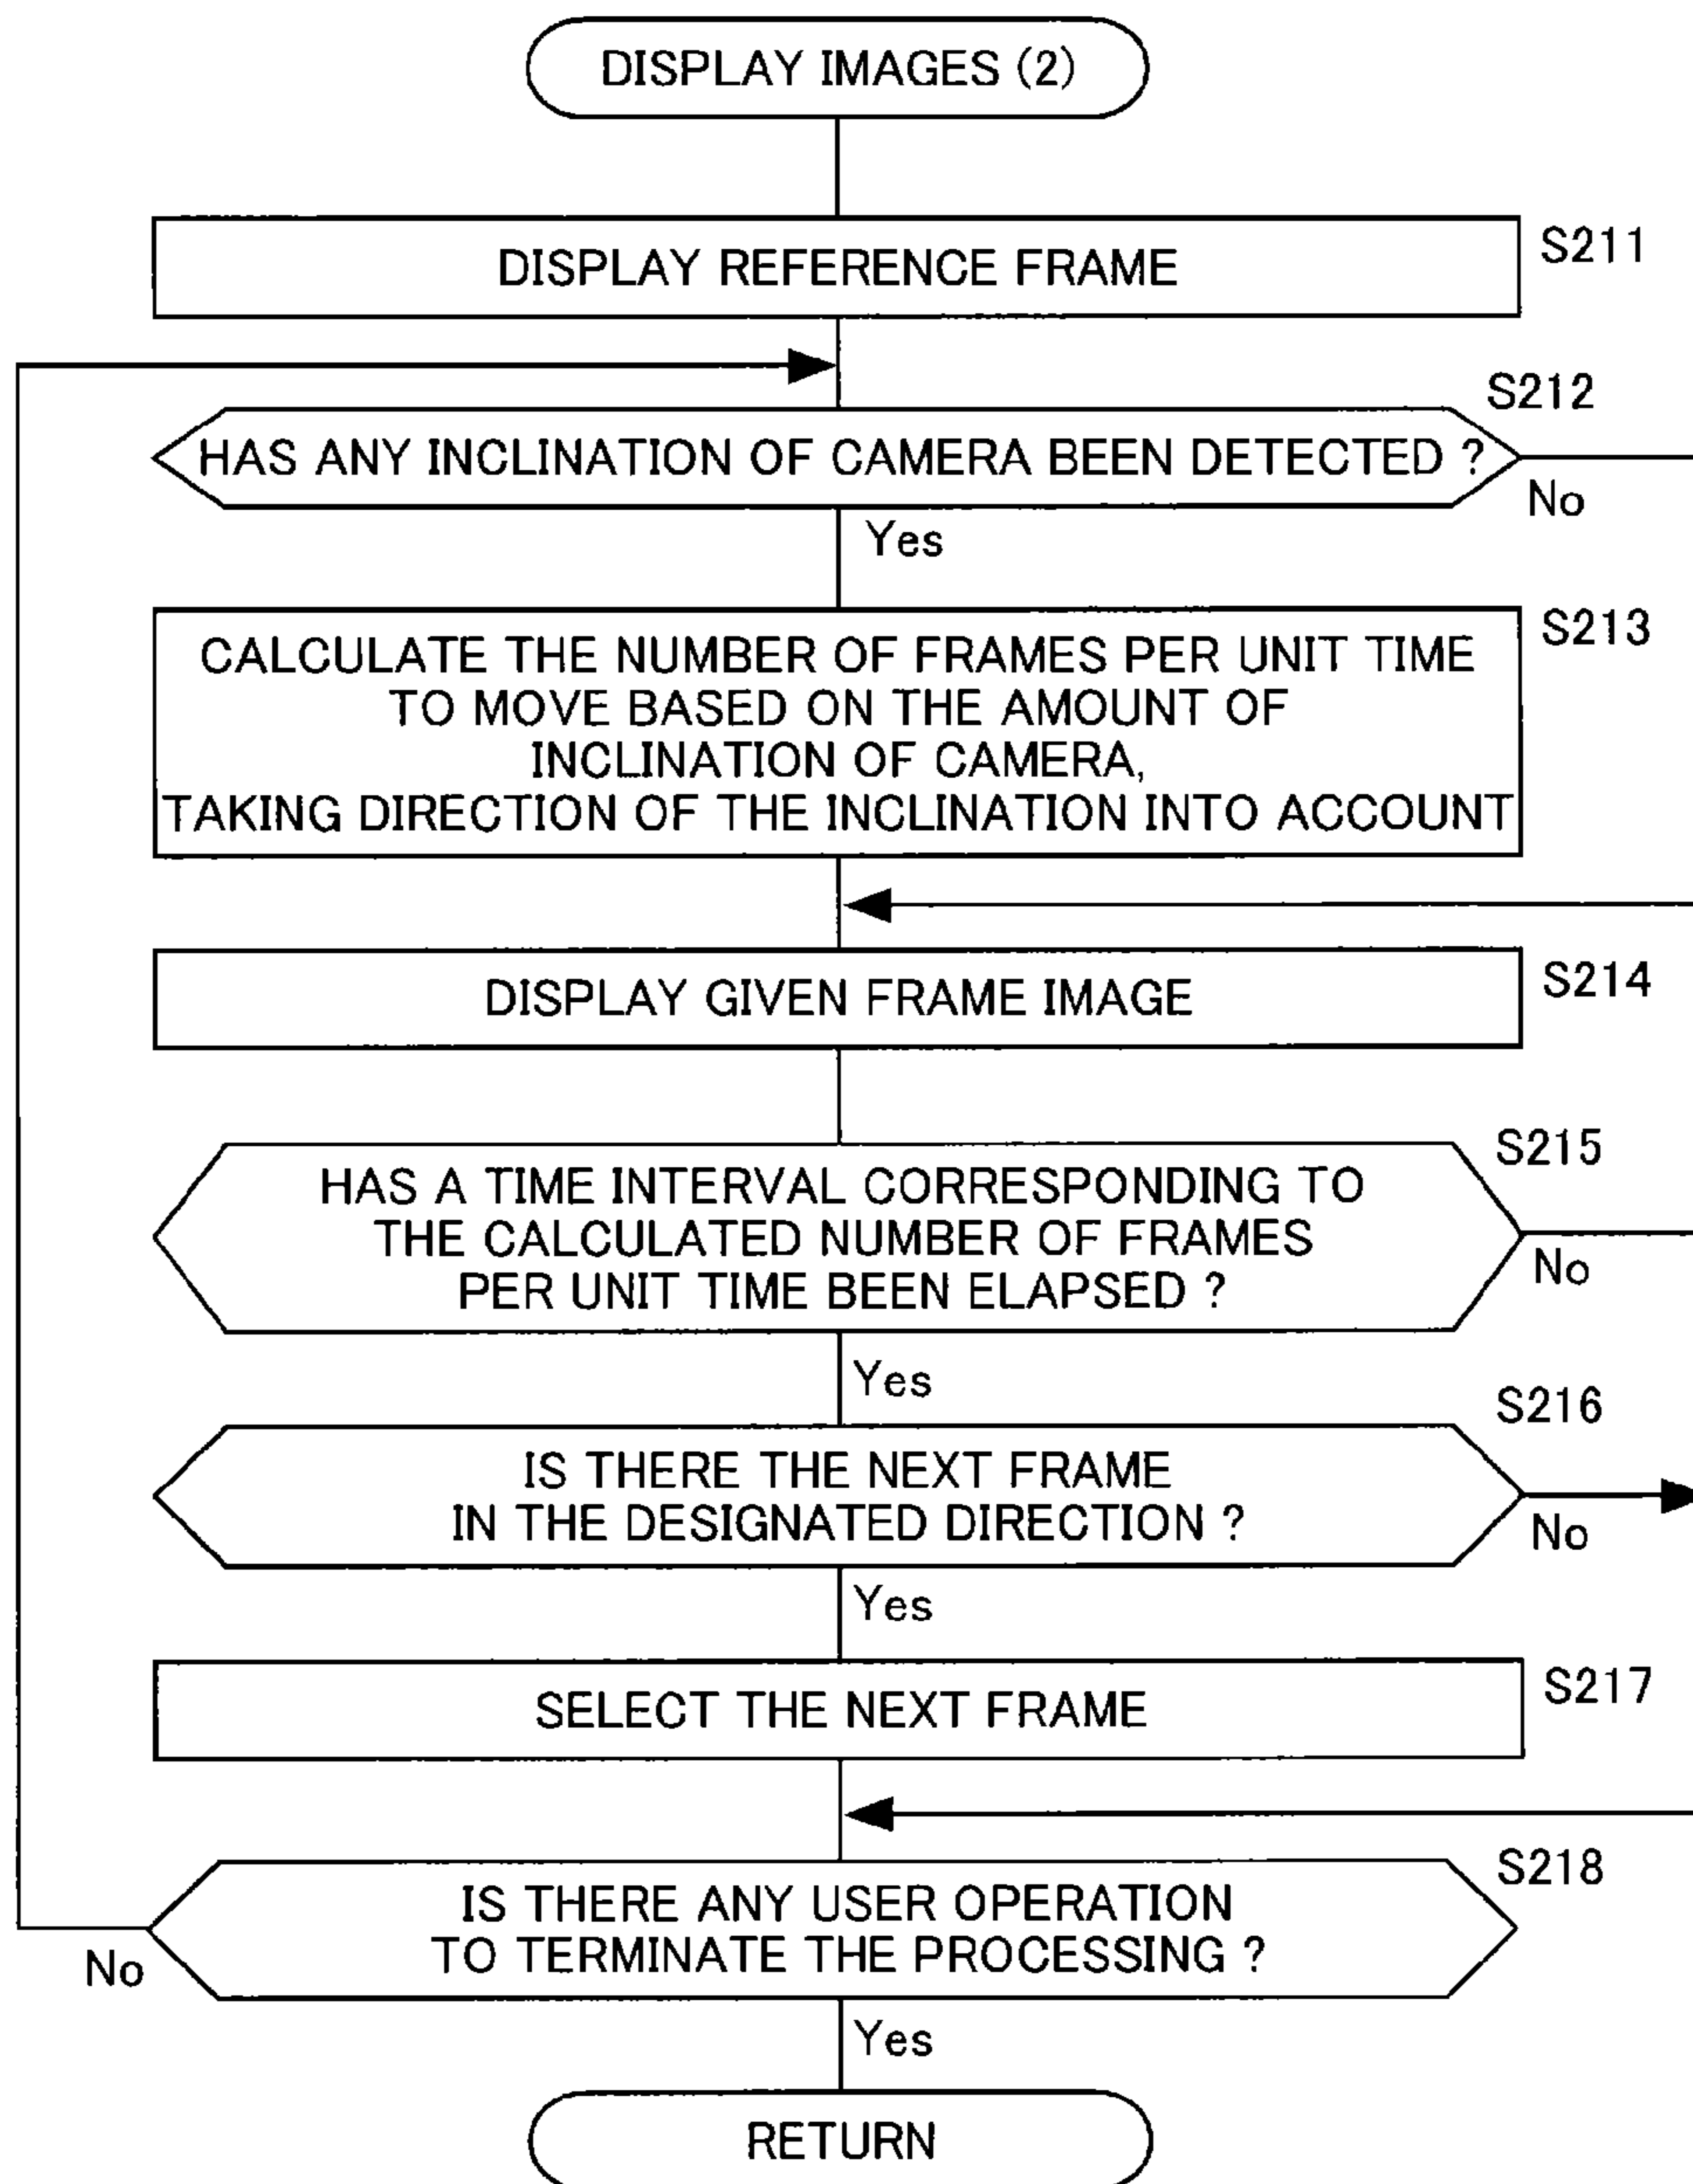 DISPLAY IMAGES (2)
DISPLAY REFERENCE FRAME
S211
S212
HAS ANY INCLINATION OF CAMERA BEEN DETECTED ?
No
Yes
S213
CALCULATE THE NUMBER OF FRAMES PER UNIT TIME
TO MOVE BASED ON THE AMOUNT OF
INCLINATION OF CAMERA,
TAKING DIRECTION OF THE INCLINATION INTO ACCOUNT
DISPLAY GIVEN FRAME IMAGE
S214
S215
HAS A TIME INTERVAL CORRESPONDING TO
THE CALCULATED NUMBER OF FRAMES
PER UNIT TIME BEEN ELAPSED ?
No
Yes
S216
IS THERE THE NEXT FRAME
IN THE DESIGNATED DIRECTION ?
No
Yes
S217
SELECT THE NEXT FRAME
S218
IS THERE ANY USER OPERATION
TO TERMINATE THE PROCESSING ?
No
Yes
RETURN